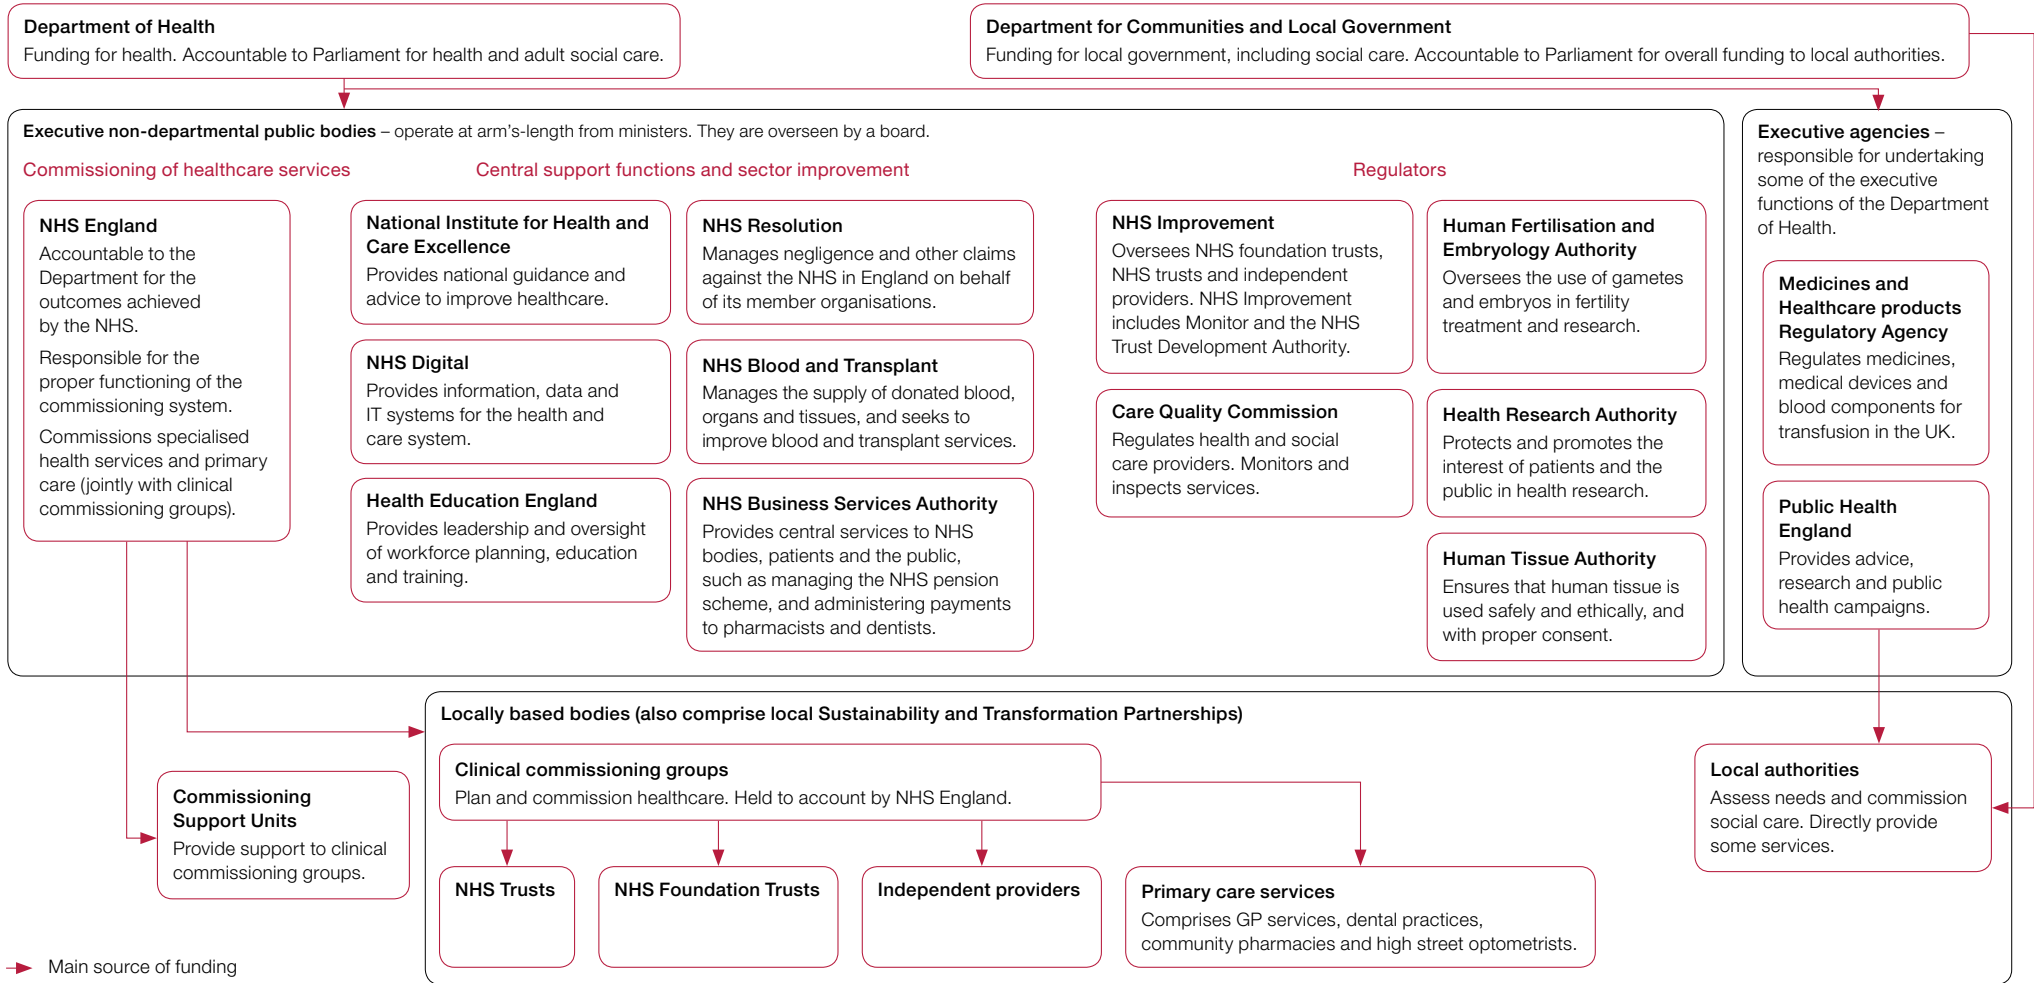 Department of Health
Funding for health. Accountable to Parliament for health and adult social care.
Department for Communities and Local Government
Funding for local government, including social care. Accountable to Parliament for overall funding to local authorities.
Executive non-departmental public bodies – operate at arm's-length from ministers. They are overseen by a board.
Commissioning of healthcare services
NHS England
Accountable to the
Department for the
outcomes achieved
by the NHS.
Responsible for the
proper functioning of the
commissioning system.
Commissions specialised
health services and primary
care (jointly with clinical
commissioning groups).
Central support functions and sector improvement
National Institute for Health and
Care Excellence
Provides national guidance and
advice to improve healthcare.
NHS Digital
Provides information, data and
IT systems for the health and
care system.
Health Education England
Provides leadership and oversight
of workforce planning, education
and training.
NHS Resolution
Manages negligence and other claims
against the NHS in England on behalf
of its member organisations.
NHS Blood and Transplant
Manages the supply of donated blood,
organs and tissues, and seeks to
improve blood and transplant services.
NHS Business Services Authority
Provides central services to NHS
bodies, patients and the public,
such as managing the NHS pension
scheme, and administering payments
to pharmacists and dentists.
Regulators
NHS Improvement
Oversees NHS foundation trusts,
NHS trusts and independent
providers. NHS Improvement
includes Monitor and the NHS
Trust Development Authority.
Care Quality Commission
Regulates health and social
care providers. Monitors and
inspects services.
Human Fertilisation and
Embryology Authority
Oversees the use of gametes
and embryos in fertility
treatment and research.
Health Research Authority
Protects and promotes the
interest of patients and the
public in health research.
Human Tissue Authority
Ensures that human tissue is
used safely and ethically, and
with proper consent.
Executive agencies –
responsible for undertaking
some of the executive
functions of the Department
of Health.
Medicines and
Healthcare products
Regulatory Agency
Regulates medicines,
medical devices and
blood components for
transfusion in the UK.
Public Health
England
Provides advice,
research and public
health campaigns.
Locally based bodies (also comprise local Sustainability and Transformation Partnerships)
Clinical commissioning groups
Plan and commission healthcare. Held to account by NHS England.
Local authorities
Assess needs and commission
social care. Directly provide
some services.
Commissioning
Support Units
Provide support to clinical
commissioning groups.
NHS Trusts
NHS Foundation Trusts
Independent providers
Primary care services
Comprises GP services, dental practices,
community pharmacies and high street optometrists.
Main source of funding